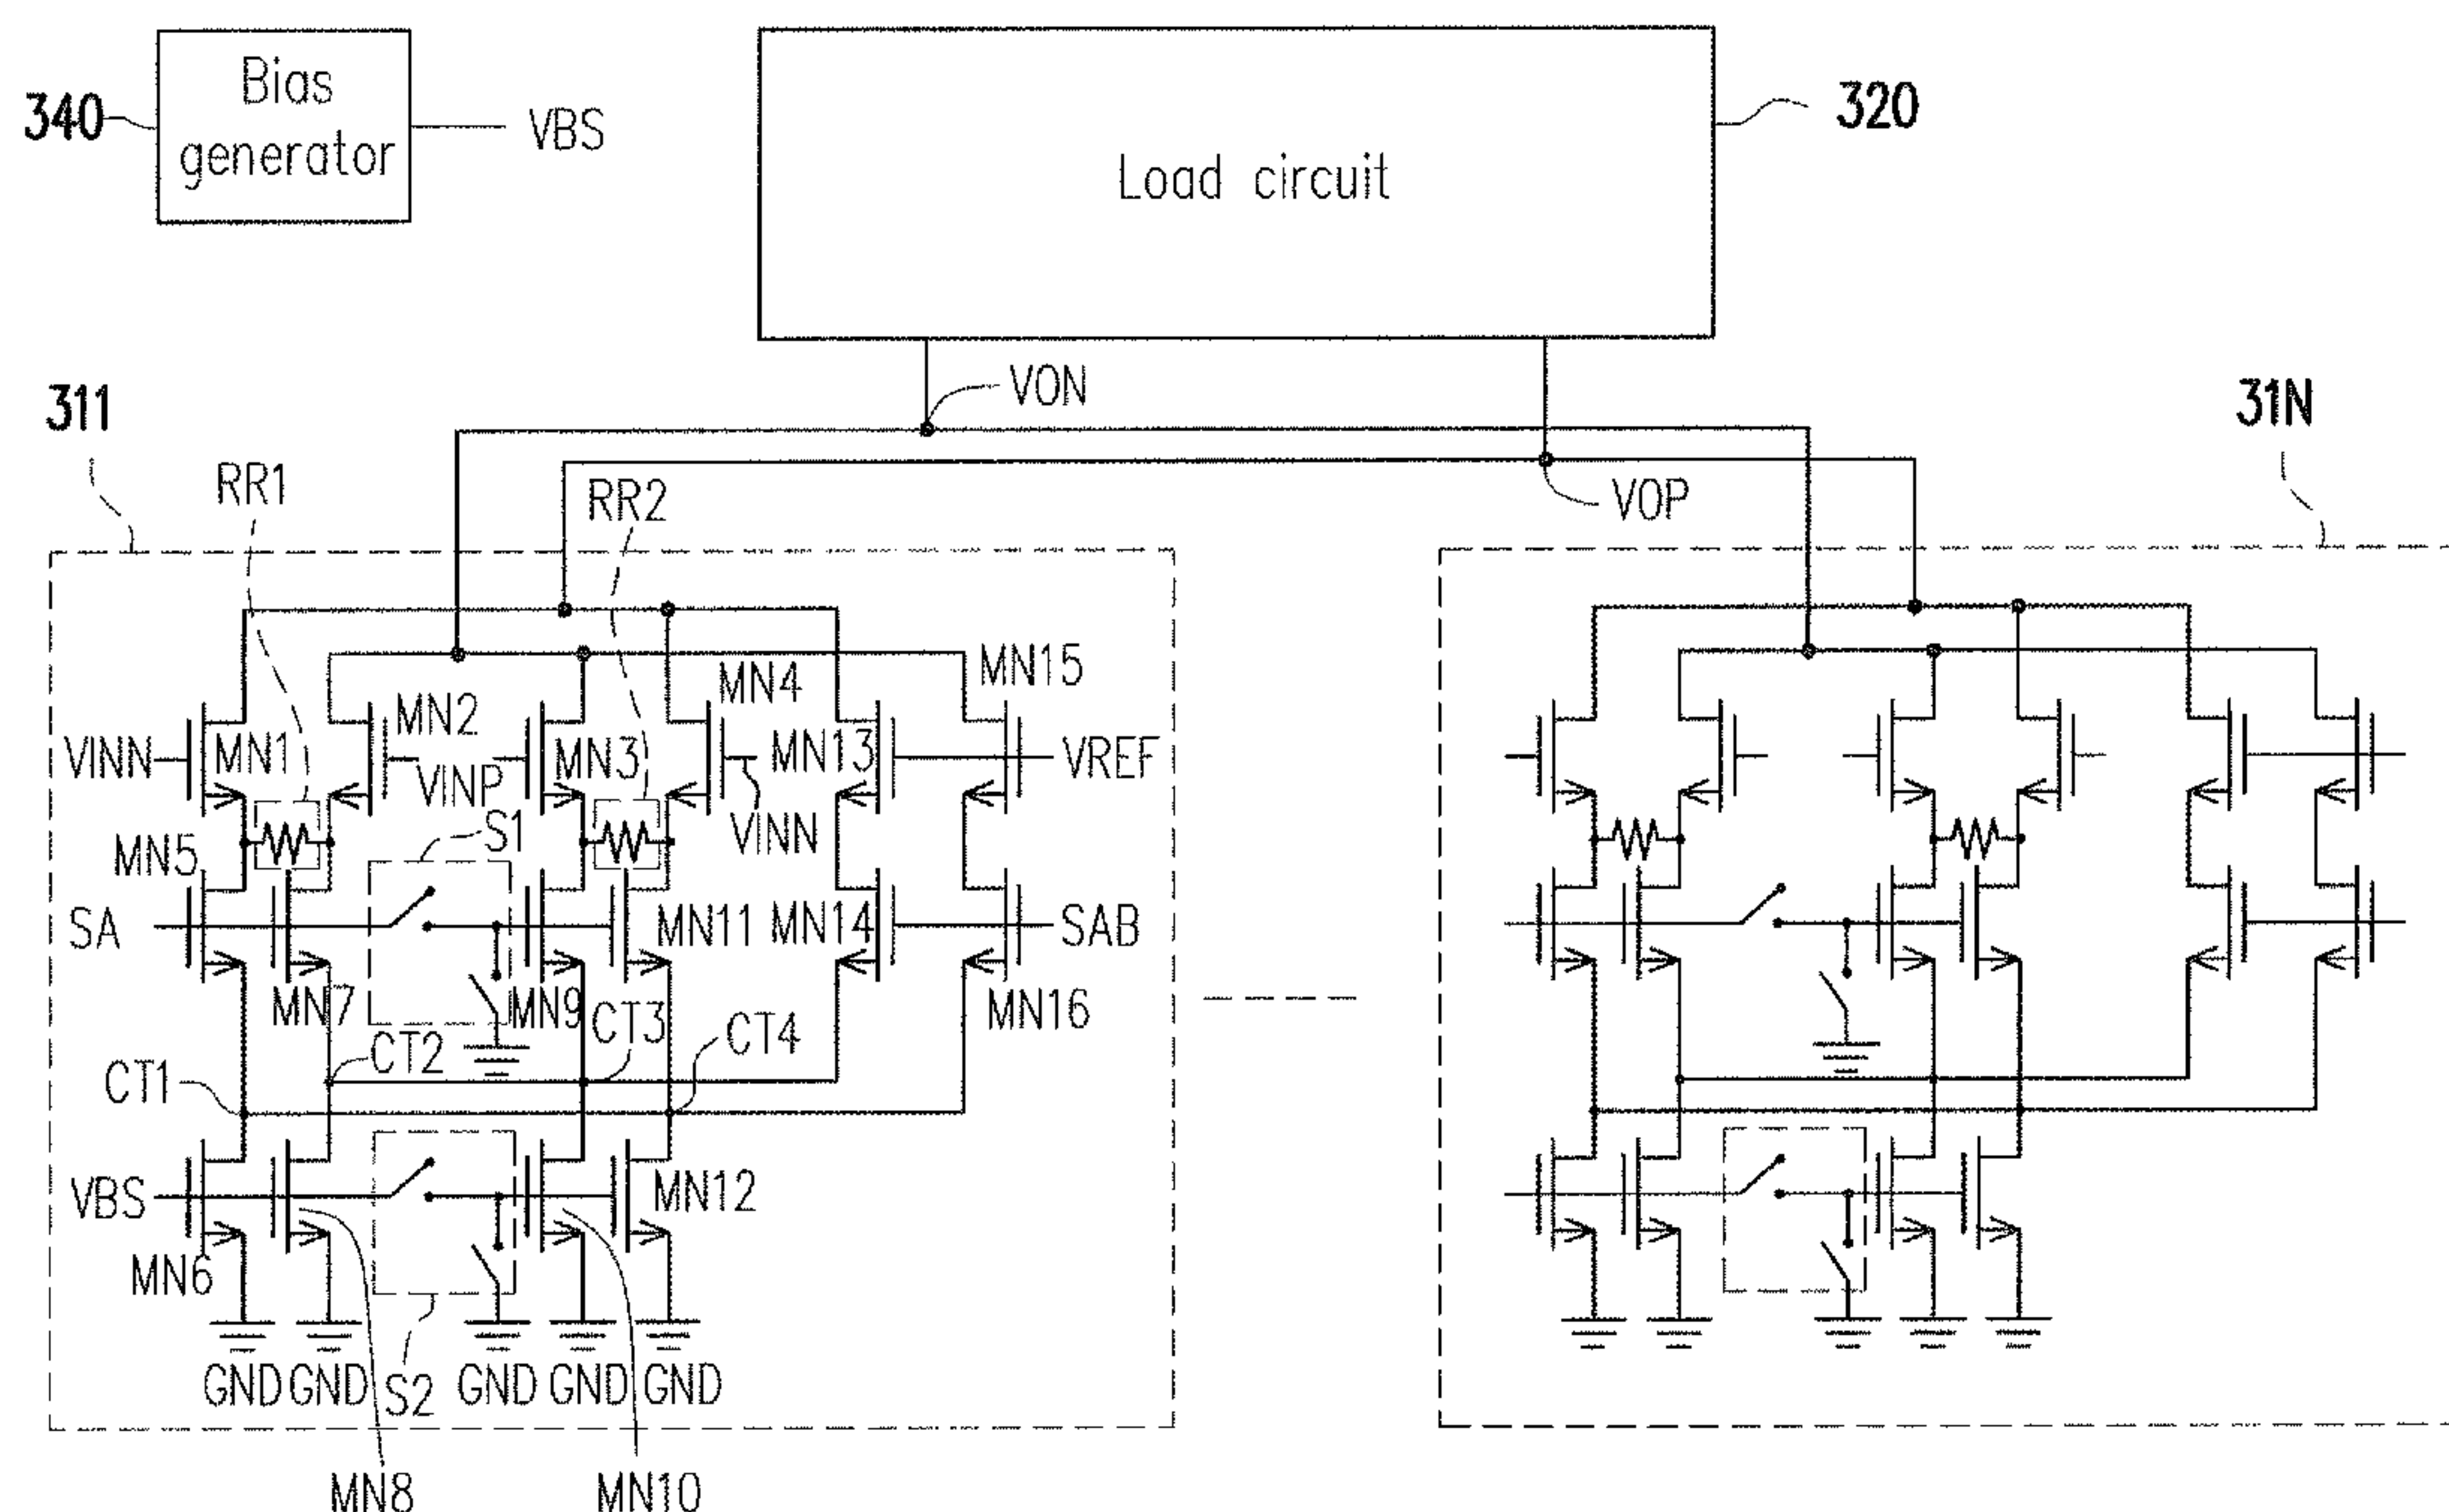 Bias
generator
340
VBS
Load circuit
320
311
VON
31N
RR1
RR2
VOP
MN15
MN4
MN2
VINN
MN1
VINP
MN3
MN13
VREF
VINN
MN5
S1
SA
MN11
MN14
SAB
MN7
MN9
CT3
MN16
CT2
CT4
CT1
VBS
MN12
MN6
GND GND S2 GND GND GND
MN8
MN10